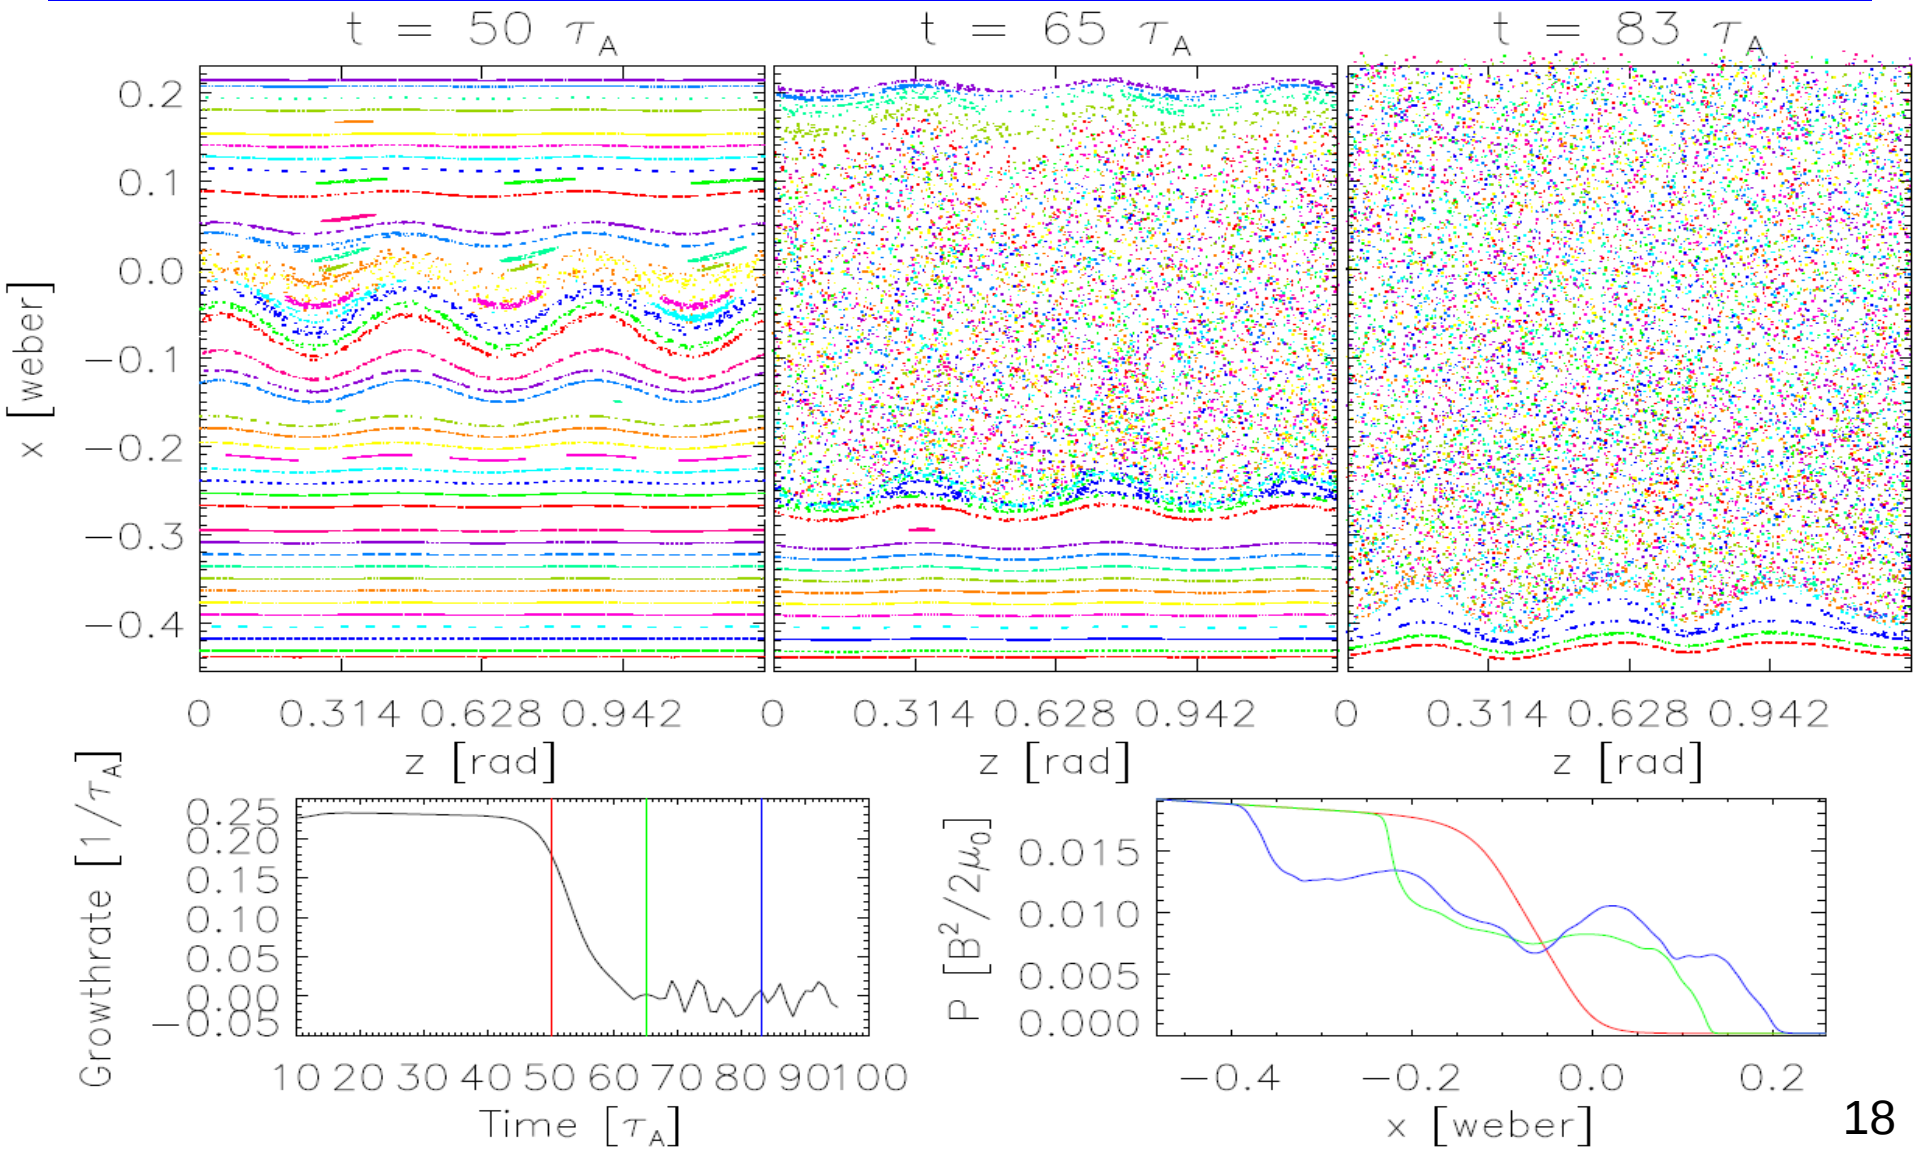 t = 50 τA t = 65 τA t = 83 τA
x [weber]
0.2
0.1
0.0
−0.1
−0.2
−0.3
−0.4
0 0.314 0.628 0.942 0 0.314 0.628 0.942 0 0.314 0.628 0.942
z [rad] z [rad] z [rad]
Growthrate [1/τA]
0.25
0.20
0.15
0.10
0.05
0.00
−0.05
10 20 30 40 50 60 70 80 90 100
Time [τA]
P [B²/2μ0]
0.015
0.010
0.005
0.000
−0.4 −0.2 0.0 0.2
x [weber]
18